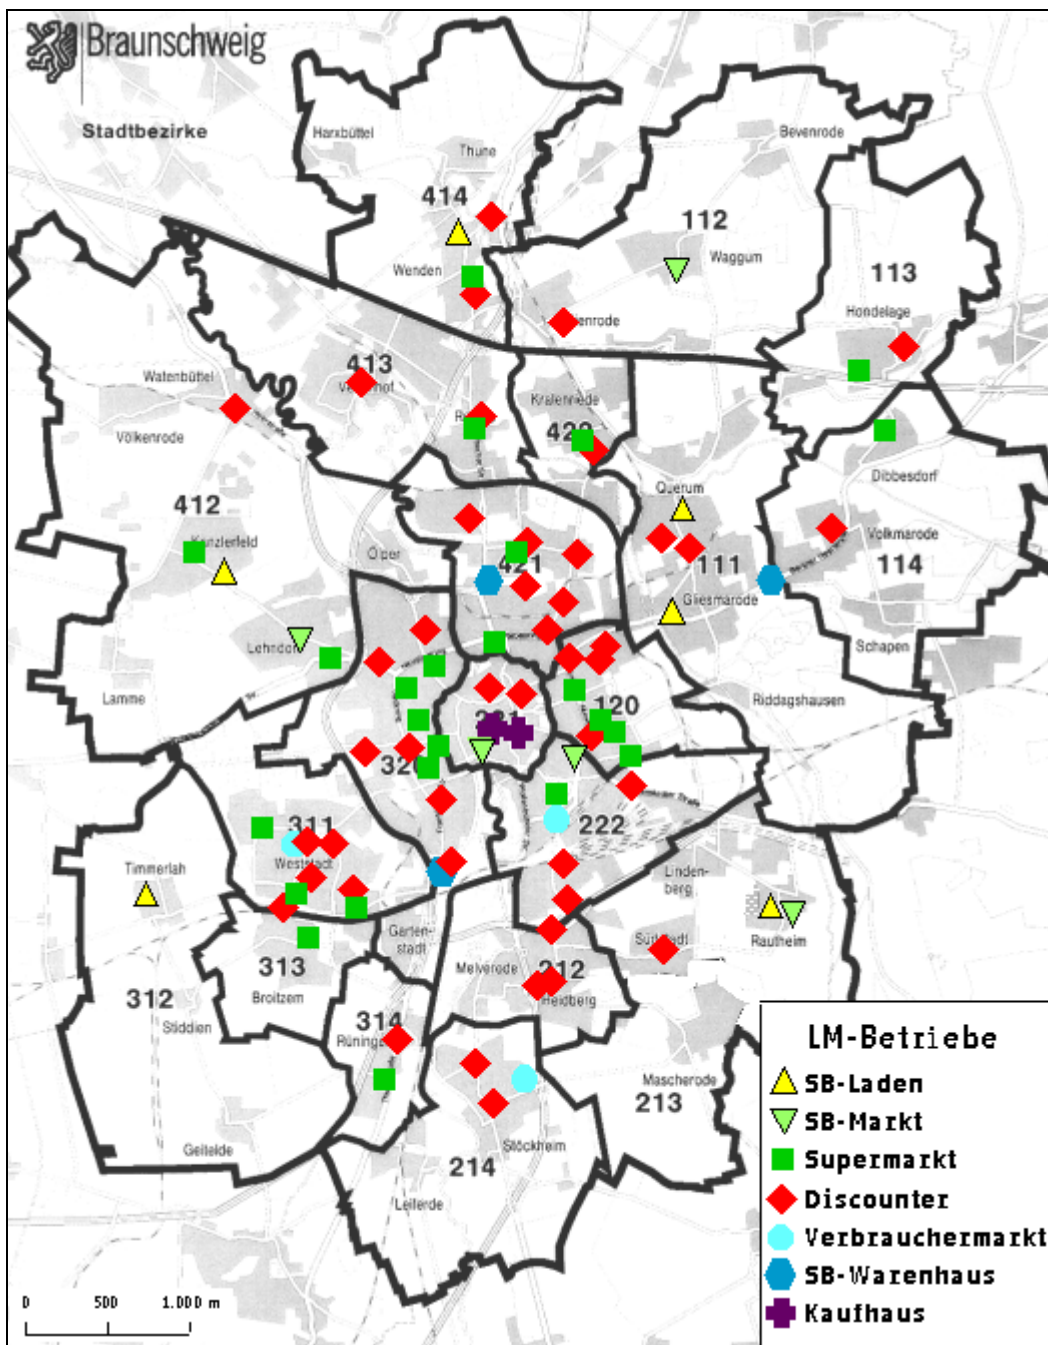 Braunschweig
Stadtbezirke
Harxbüttel
Thune
Bevenrode
414
112
Waggum
113
Wenden
Hondelage
413
Watenbüttel
Kralenriede
Völkenrode
Dibbesdorf
Querum
412
Volkmarode
Kanzlerfeld
Ölper
421
111
114
Gliesmarode
Lehndorf
Schapen
Lamme
Riddagshausen
120
311
222
Timmerlah
Weststadt
Linden-
berg
Garten-
stadt
Rautheim
313
Melverode
212
312
Broitzem
Heidberg
Stiddien
314
Rüningen
Mascherode
213
Geitelde
Stöckheim
214
Leiferde
LM-Betriebe
SB-Laden
SB-Markt
Supermarkt
Discounter
Verbrauchermarkt
SB-Warenhaus
Kaufhaus
0 500 1.000 m